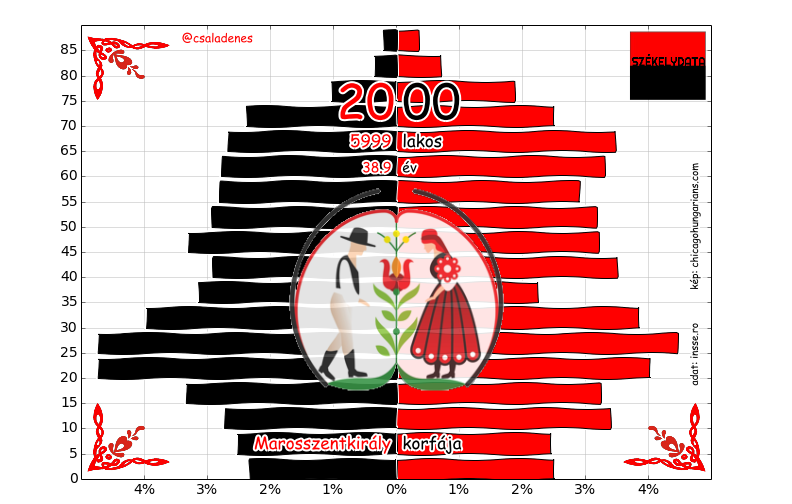 @csaladenes
SZÉKELYDATA
2000
5999 lakos
38.9 év
kép: chicagohungarians.com
adat: insse.ro
Marosszentkirály korfája
85
80
75
70
65
60
55
50
45
40
35
30
25
20
15
10
5
0
4% 3% 2% 1% 0% 1% 2% 3% 4%